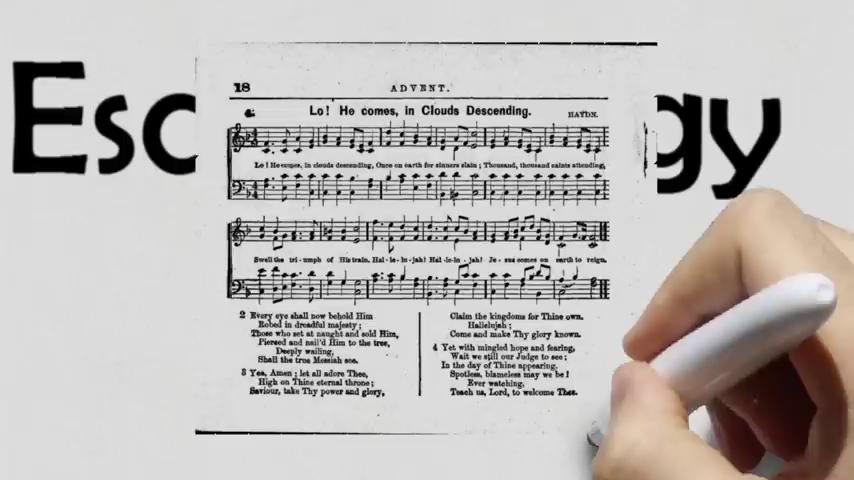 Esc
gy
18
ADVENT.
4.
Lo! He comes, in Clouds Descending.
HAYDN.
Lo! He comes, in clouds descending, Once on earth for sinners slain; Thousand, thousand saints attending,
Swell the tri - umph of His train. Hal - le - lu - jah! Hal - le - lu - jah! Je - sus comes on earth to reign.
2 Every eye shall now behold Him
Robed in dreadful majesty;
Those who set at naught and sold Him,
Pierced and nail'd Him to the tree,
Deeply wailing,
Shall the true Messiah see.
3 Yea, Amen; let all adore Thee,
High on Thine eternal throne;
Saviour, take Thy power and glory,
Claim the kingdoms for Thine own.
Hallelujah;
Come and make Thy glory known.
4 Yet with mingled hope and fearing,
Wait we still our Judge to see;
In the day of Thine appearing,
Spotless, blameless may we be!
Ever watching,
Teach us, Lord, to welcome Thee.